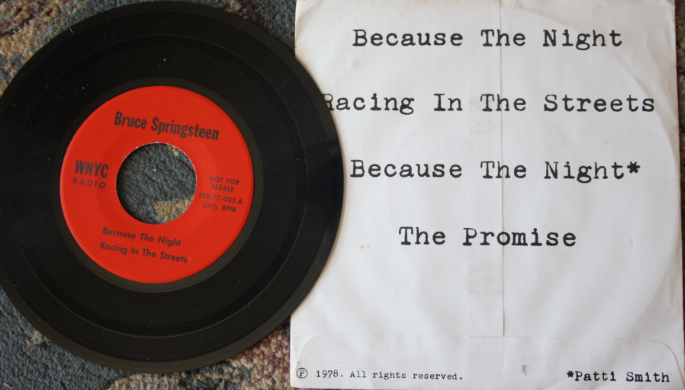 Bruce Springsteen
WNYC
RADIO
NOT FOR
RESALE
33⅓ RPM
Because The Night
Racing In The Streets
Because The Night
Racing In The Streets
Because The Night*
The Promise
Ⓟ 1978. All rights reserved.
*Patti Smith